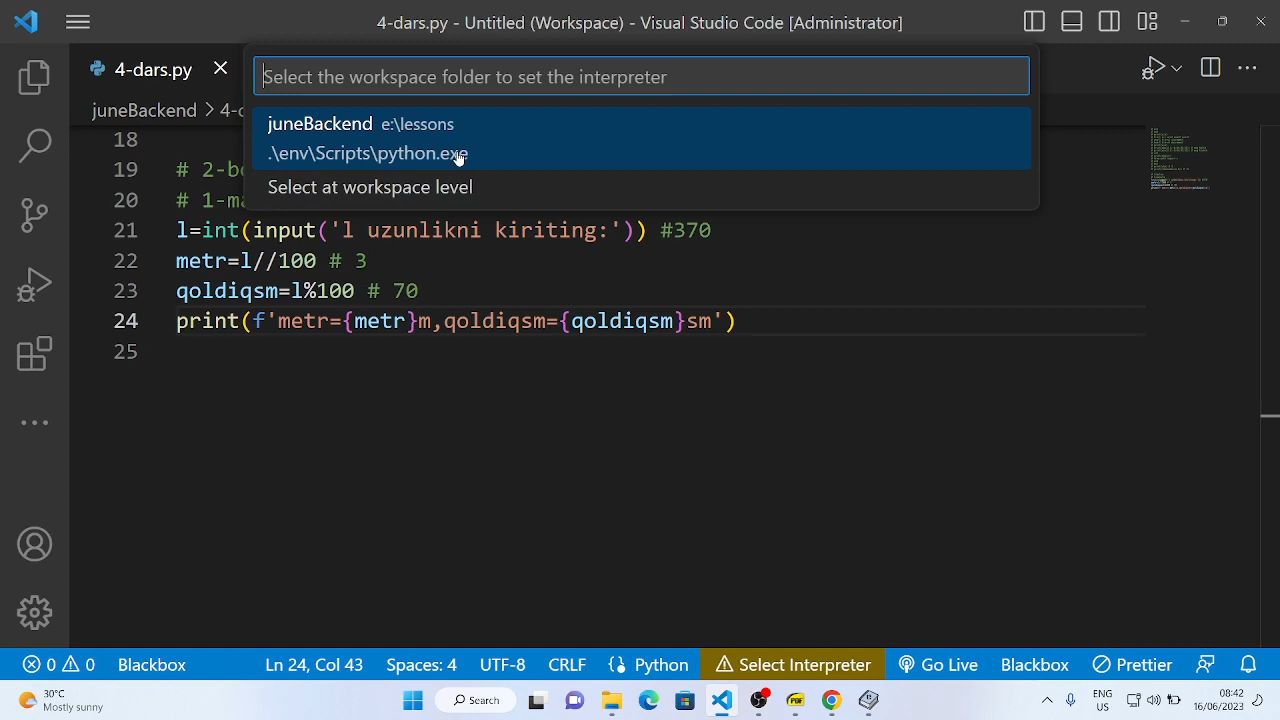 4-dars.py - Untitled (Workspace) - Visual Studio Code [Administrator]
4-dars.py
Select the workspace folder to set the interpreter
juneBackend > 4-d
juneBackend e:\lessons
.\env\Scripts\python.exe
Select at workspace level
18
19 # 2-bo
20 # 1-ma
21 l=int(input('l uzunlikni kiriting:')) #370
22 metr=l//100 # 3
23 qoldiqsm=l%100 # 70
24 print(f'metr={metr}m,qoldiqsm={qoldiqsm}sm')
25
0 0 Blackbox Ln 24, Col 43 Spaces: 4 UTF-8 CRLF Python Select Interpreter Go Live Blackbox Prettier
30°C
Mostly sunny
Search
ENG
US
08:42
16/06/2023